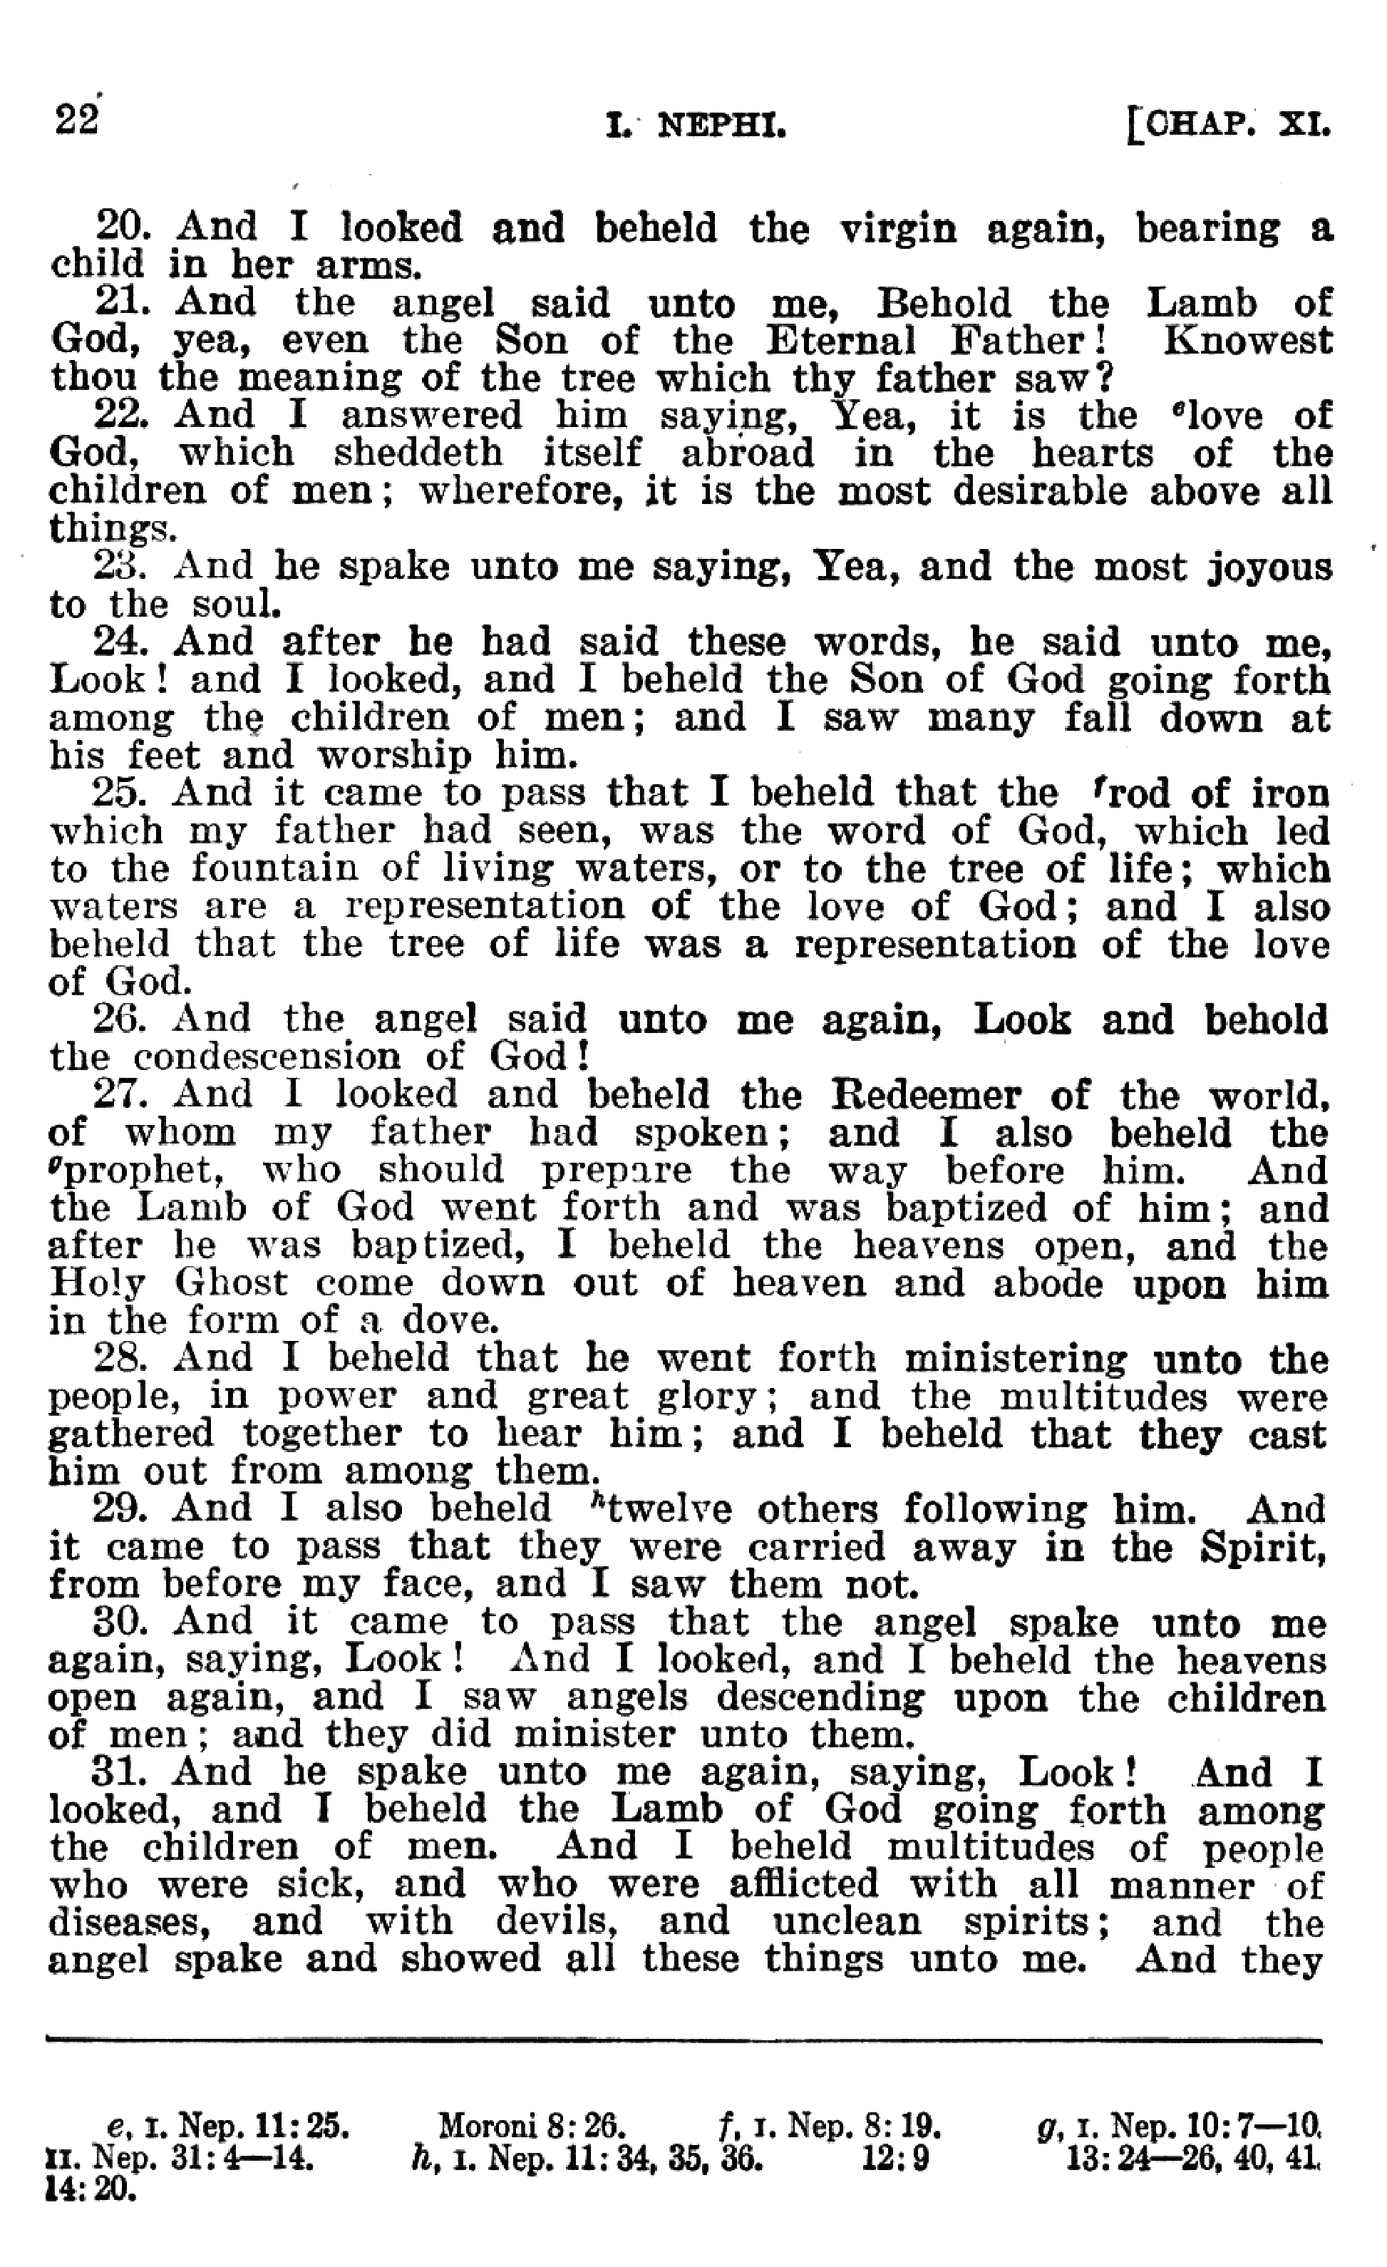 22 I. NEPHI. [CHAP. XI.
20. And I looked and beheld the virgin again, bearing a
child in her arms.
21. And the angel said unto me, Behold the Lamb of
God, yea, even the Son of the Eternal Father! Knowest
thou the meaning of the tree which thy father saw?
22. And I answered him saying, Yea, it is the ᵉlove of
God, which sheddeth itself abroad in the hearts of the
children of men; wherefore, it is the most desirable above all
things.
23. And he spake unto me saying, Yea, and the most joyous
to the soul.
24. And after he had said these words, he said unto me,
Look! and I looked, and I beheld the Son of God going forth
among the children of men; and I saw many fall down at
his feet and worship him.
25. And it came to pass that I beheld that the ᶠrod of iron
which my father had seen, was the word of God, which led
to the fountain of living waters, or to the tree of life; which
waters are a representation of the love of God; and I also
beheld that the tree of life was a representation of the love
of God.
26. And the angel said unto me again, Look and behold
the condescension of God!
27. And I looked and beheld the Redeemer of the world,
of whom my father had spoken; and I also beheld the
ᵍprophet, who should prepare the way before him. And
the Lamb of God went forth and was baptized of him; and
after he was baptized, I beheld the heavens open, and the
Holy Ghost come down out of heaven and abode upon him
in the form of a dove.
28. And I beheld that he went forth ministering unto the
people, in power and great glory; and the multitudes were
gathered together to hear him; and I beheld that they cast
him out from among them.
29. And I also beheld ʰtwelve others following him. And
it came to pass that they were carried away in the Spirit,
from before my face, and I saw them not.
30. And it came to pass that the angel spake unto me
again, saying, Look! And I looked, and I beheld the heavens
open again, and I saw angels descending upon the children
of men; and they did minister unto them.
31. And he spake unto me again, saying, Look! And I
looked, and I beheld the Lamb of God going forth among
the children of men. And I beheld multitudes of people
who were sick, and who were afflicted with all manner of
diseases, and with devils, and unclean spirits; and the
angel spake and showed all these things unto me. And they
e, I. Nep. 11:25. Moroni 8:26. f, I. Nep. 8:19. g, I. Nep. 10:7—10.
II. Nep. 31:4—14. h, I. Nep. 11:34, 35, 36. 12:9 13:24—26, 40, 41.
14:20.